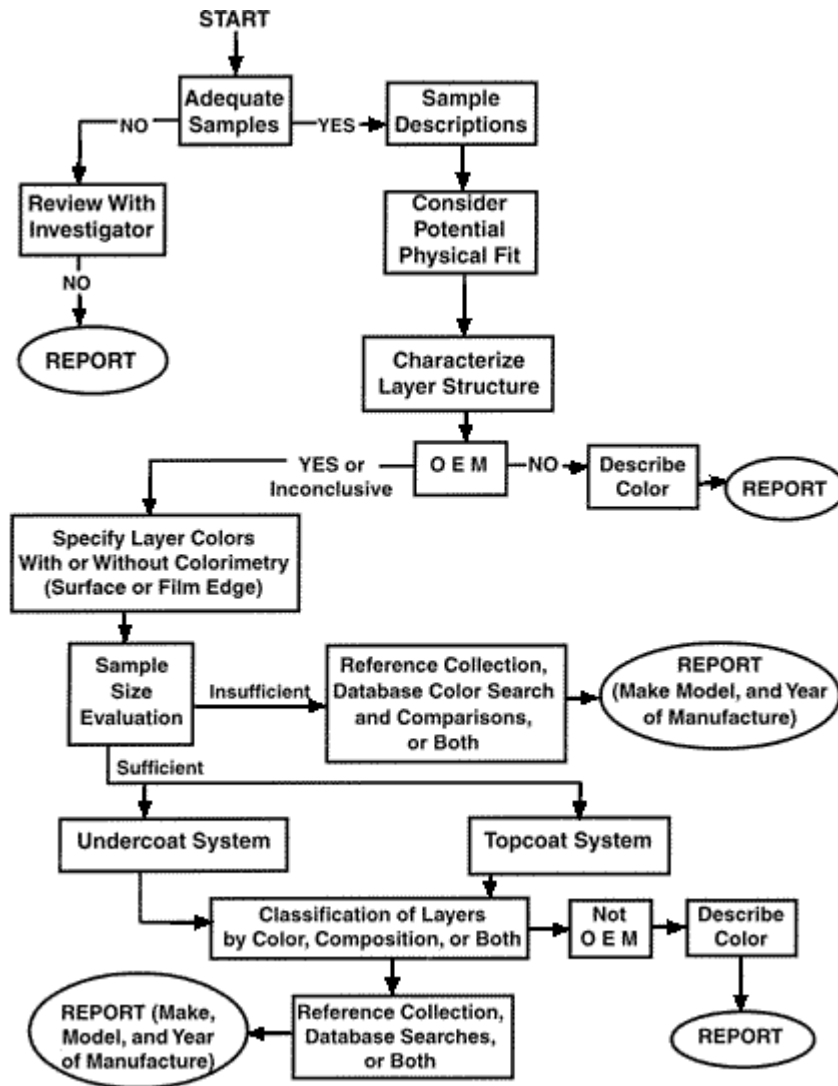 START
Adequate
Samples
NO
YES
Sample
Descriptions
Review With
Investigator
Consider
Potential
Physical Fit
NO
REPORT
Characterize
Layer Structure
YES or
Inconclusive
O E M
NO
Describe
Color
REPORT
Specify Layer Colors
With or Without Colorimetry
(Surface or Film Edge)
Sample
Size
Evaluation
Insufficient
Reference Collection,
Database Color Search
and Comparisons,
or Both
REPORT
(Make Model, and Year
of Manufacture)
Sufficient
Undercoat System
Topcoat System
Classification of Layers
by Color, Composition, or Both
Not
O E M
Describe
Color
REPORT (Make,
Model, and Year
of Manufacture)
Reference Collection,
Database Searches,
or Both
REPORT